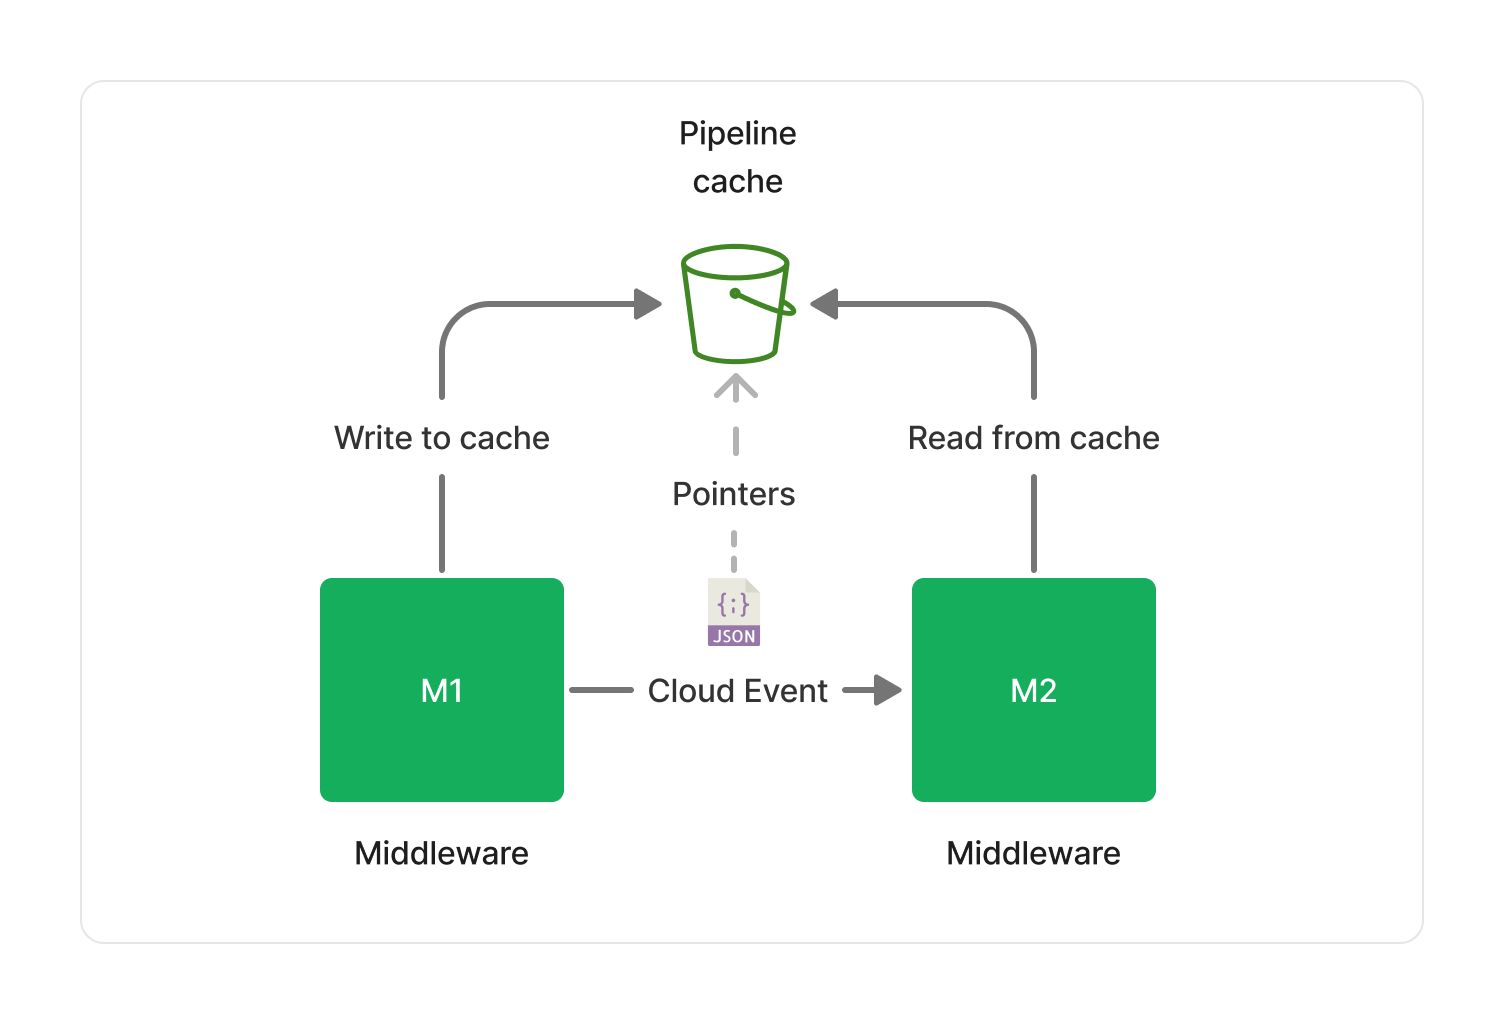 Pipeline
cache
Write to cache
Read from cache
Pointers
{;}
JSON
M1
Cloud Event
M2
Middleware
Middleware